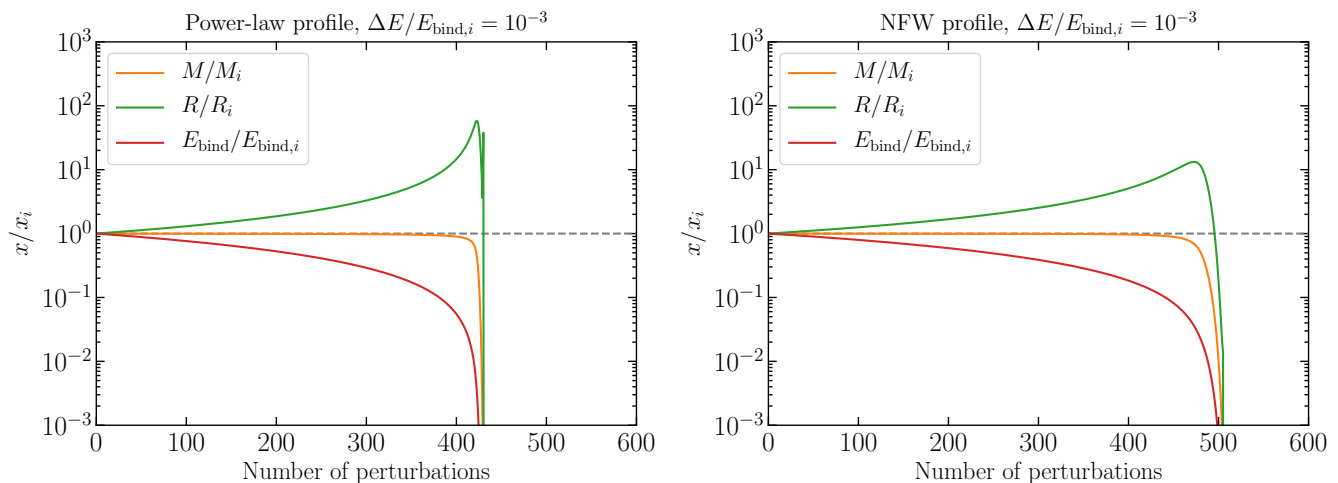 Power-law profile, ΔE/E_bind,i = 10^-3
10^3
10^2
10^1
10^0
10^-1
10^-2
10^-3
x/x_i
M/M_i
R/R_i
E_bind/E_bind,i
0 100 200 300 400 500 600
Number of perturbations
NFW profile, ΔE/E_bind,i = 10^-3
10^3
10^2
10^1
10^0
10^-1
10^-2
10^-3
x/x_i
M/M_i
R/R_i
E_bind/E_bind,i
0 100 200 300 400 500 600
Number of perturbations